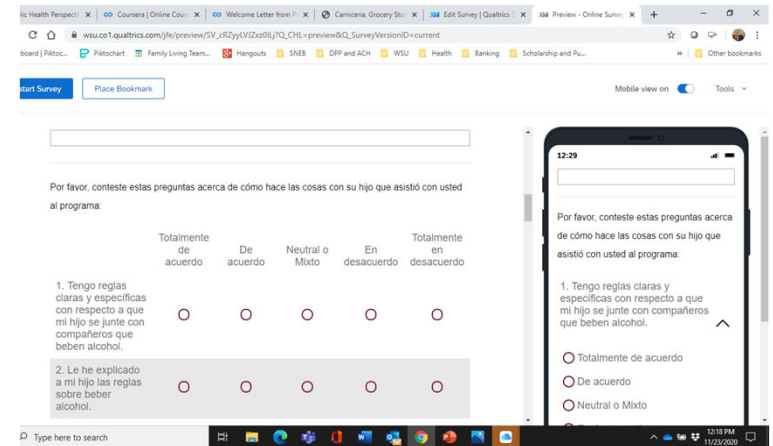 lic Health Perspecti
Coursera | Online Cour
Welcome Letter from P
Carniceria, Grocery Stor
Edit Survey | Qualtrics
Preview - Online Survey
wsu.co1.qualtrics.com/jfe/preview/SV_cRZyyLVJZxz0ILj?Q_CHL=preview&Q_SurveyVersionID=current
board | Piktoc...
Piktochart
Family Living Team...
Hangouts
SNEB
DPP and ACH
WSU
Health
Banking
Scholarship and Pu...
Other bookmarks
start Survey
Place Bookmark
Mobile view on
Tools
Por favor, conteste estas preguntas acerca de cómo hace las cosas con su hijo que asistió con usted
al programa:
Totalmente
de
acuerdo
De
acuerdo
Neutral o
Mixto
En
desacuerdo
Totalmente
en
desacuerdo
1. Tengo reglas
claras y específicas
con respecto a que
mi hijo se junte con
compañeros que
beben alcohol.
2. Le he explicado
a mi hijo las reglas
sobre beber
alcohol.
12:29
Por favor, conteste estas preguntas acerca
de cómo hace las cosas con su hijo que
asistió con usted al programa:
1. Tengo reglas claras y
específicas con respecto a que
mi hijo se junte con compañeros
que beben alcohol.
Totalmente de acuerdo
De acuerdo
Neutral o Mixto
Type here to search
12:18 PM
11/23/2020